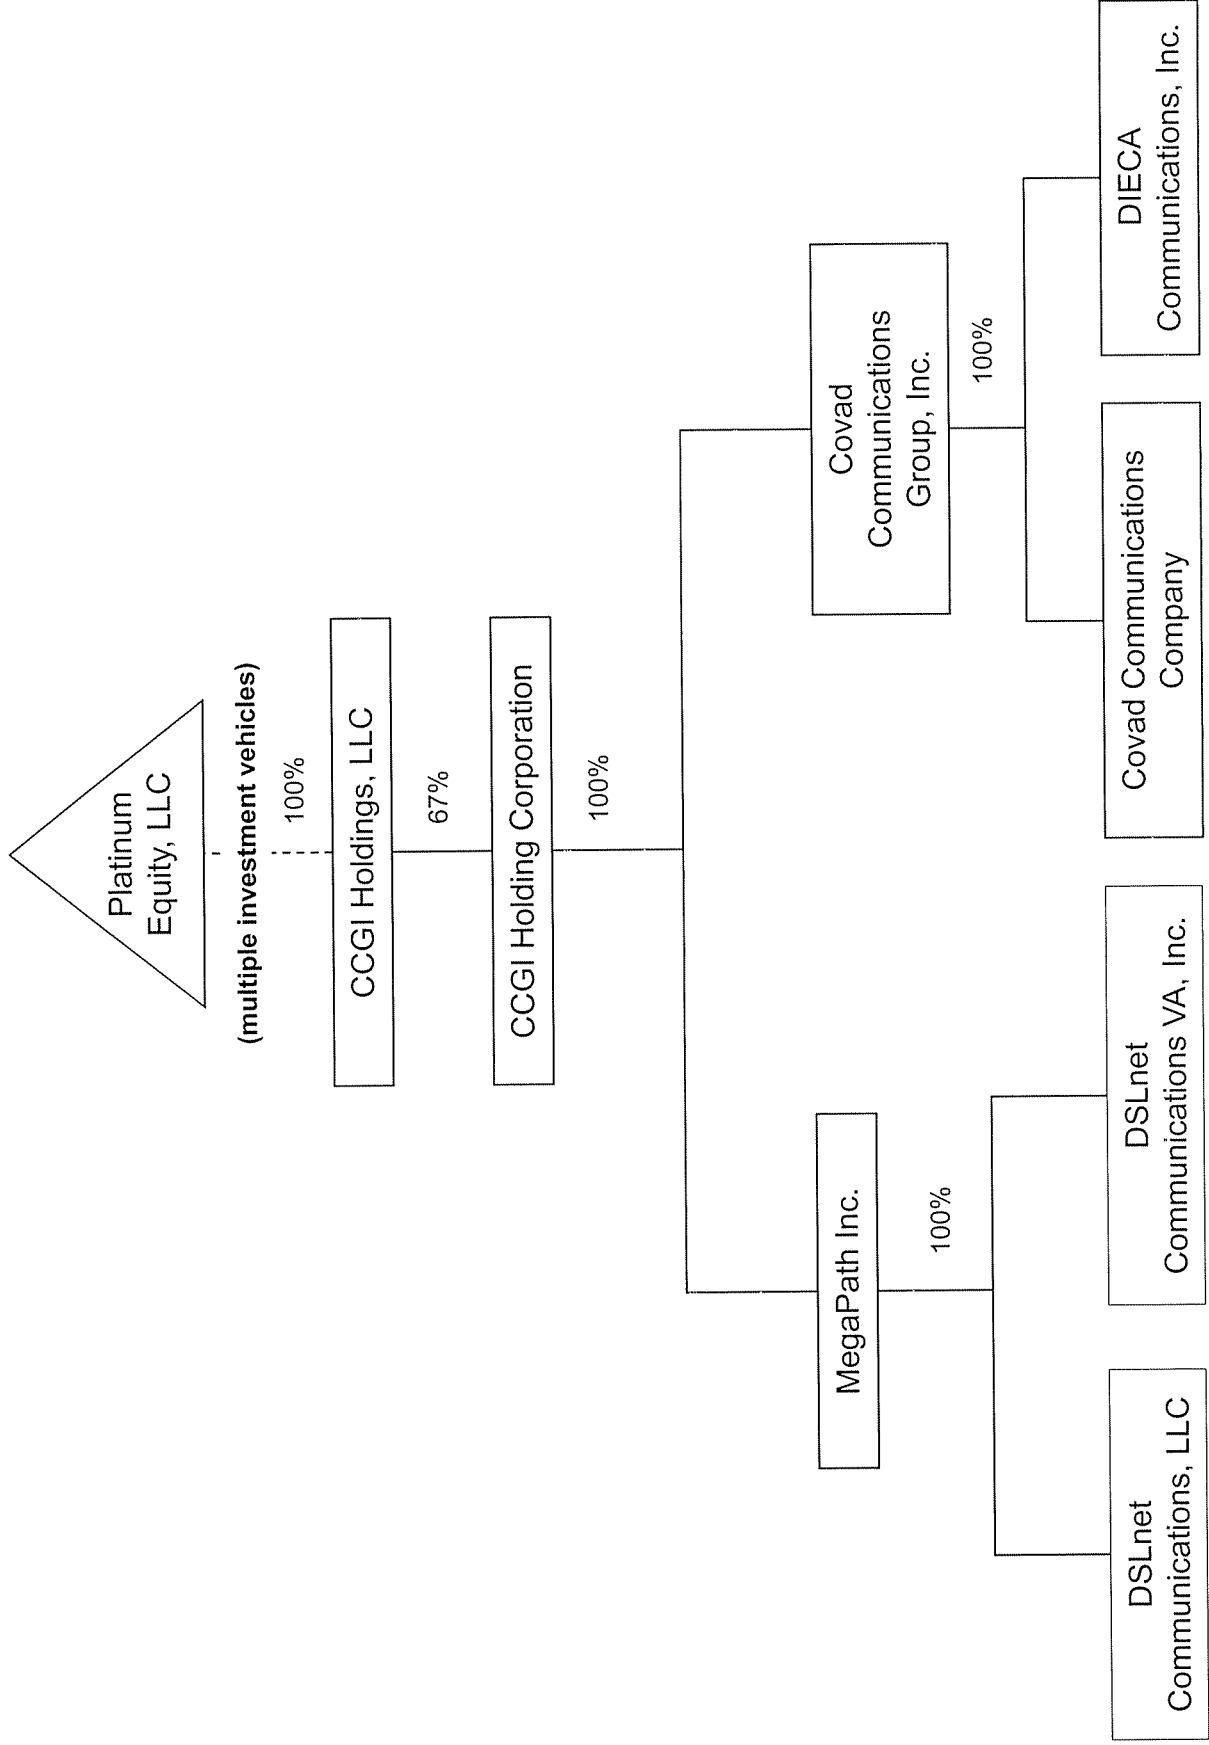 Platinum
Equity, LLC
(multiple investment vehicles)
100%
CCGI Holdings, LLC
67%
CCGI Holding Corporation
100%
MegaPath Inc.
Covad
Communications
Group, Inc.
100%
100%
DSLnet
Communications, LLC
DSLnet
Communications VA, Inc.
Covad Communications
Company
DIECA
Communications, Inc.